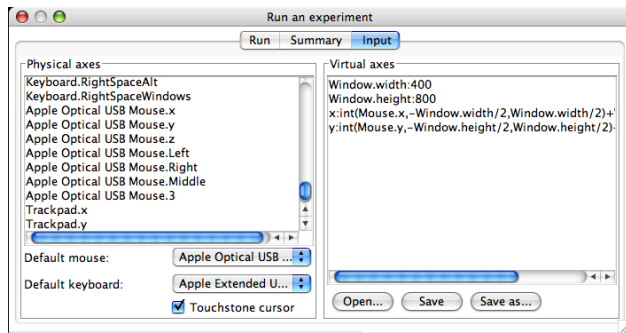 Run an experiment
Run Summary Input
Physical axes
Keyboard.RightSpaceAlt
Keyboard.RightSpaceWindows
Apple Optical USB Mouse.x
Apple Optical USB Mouse.y
Apple Optical USB Mouse.z
Apple Optical USB Mouse.Left
Apple Optical USB Mouse.Right
Apple Optical USB Mouse.Middle
Apple Optical USB Mouse.3
Trackpad.x
Trackpad.y
Default mouse: Apple Optical USB ...
Default keyboard: Apple Extended U...
Touchstone cursor
Virtual axes
Window.width:400
Window.height:800
x:int(Mouse.x,-Window.width/2,Window.width/2)+
y:int(Mouse.y,-Window.height/2,Window.height/2)-
Open... Save Save as...